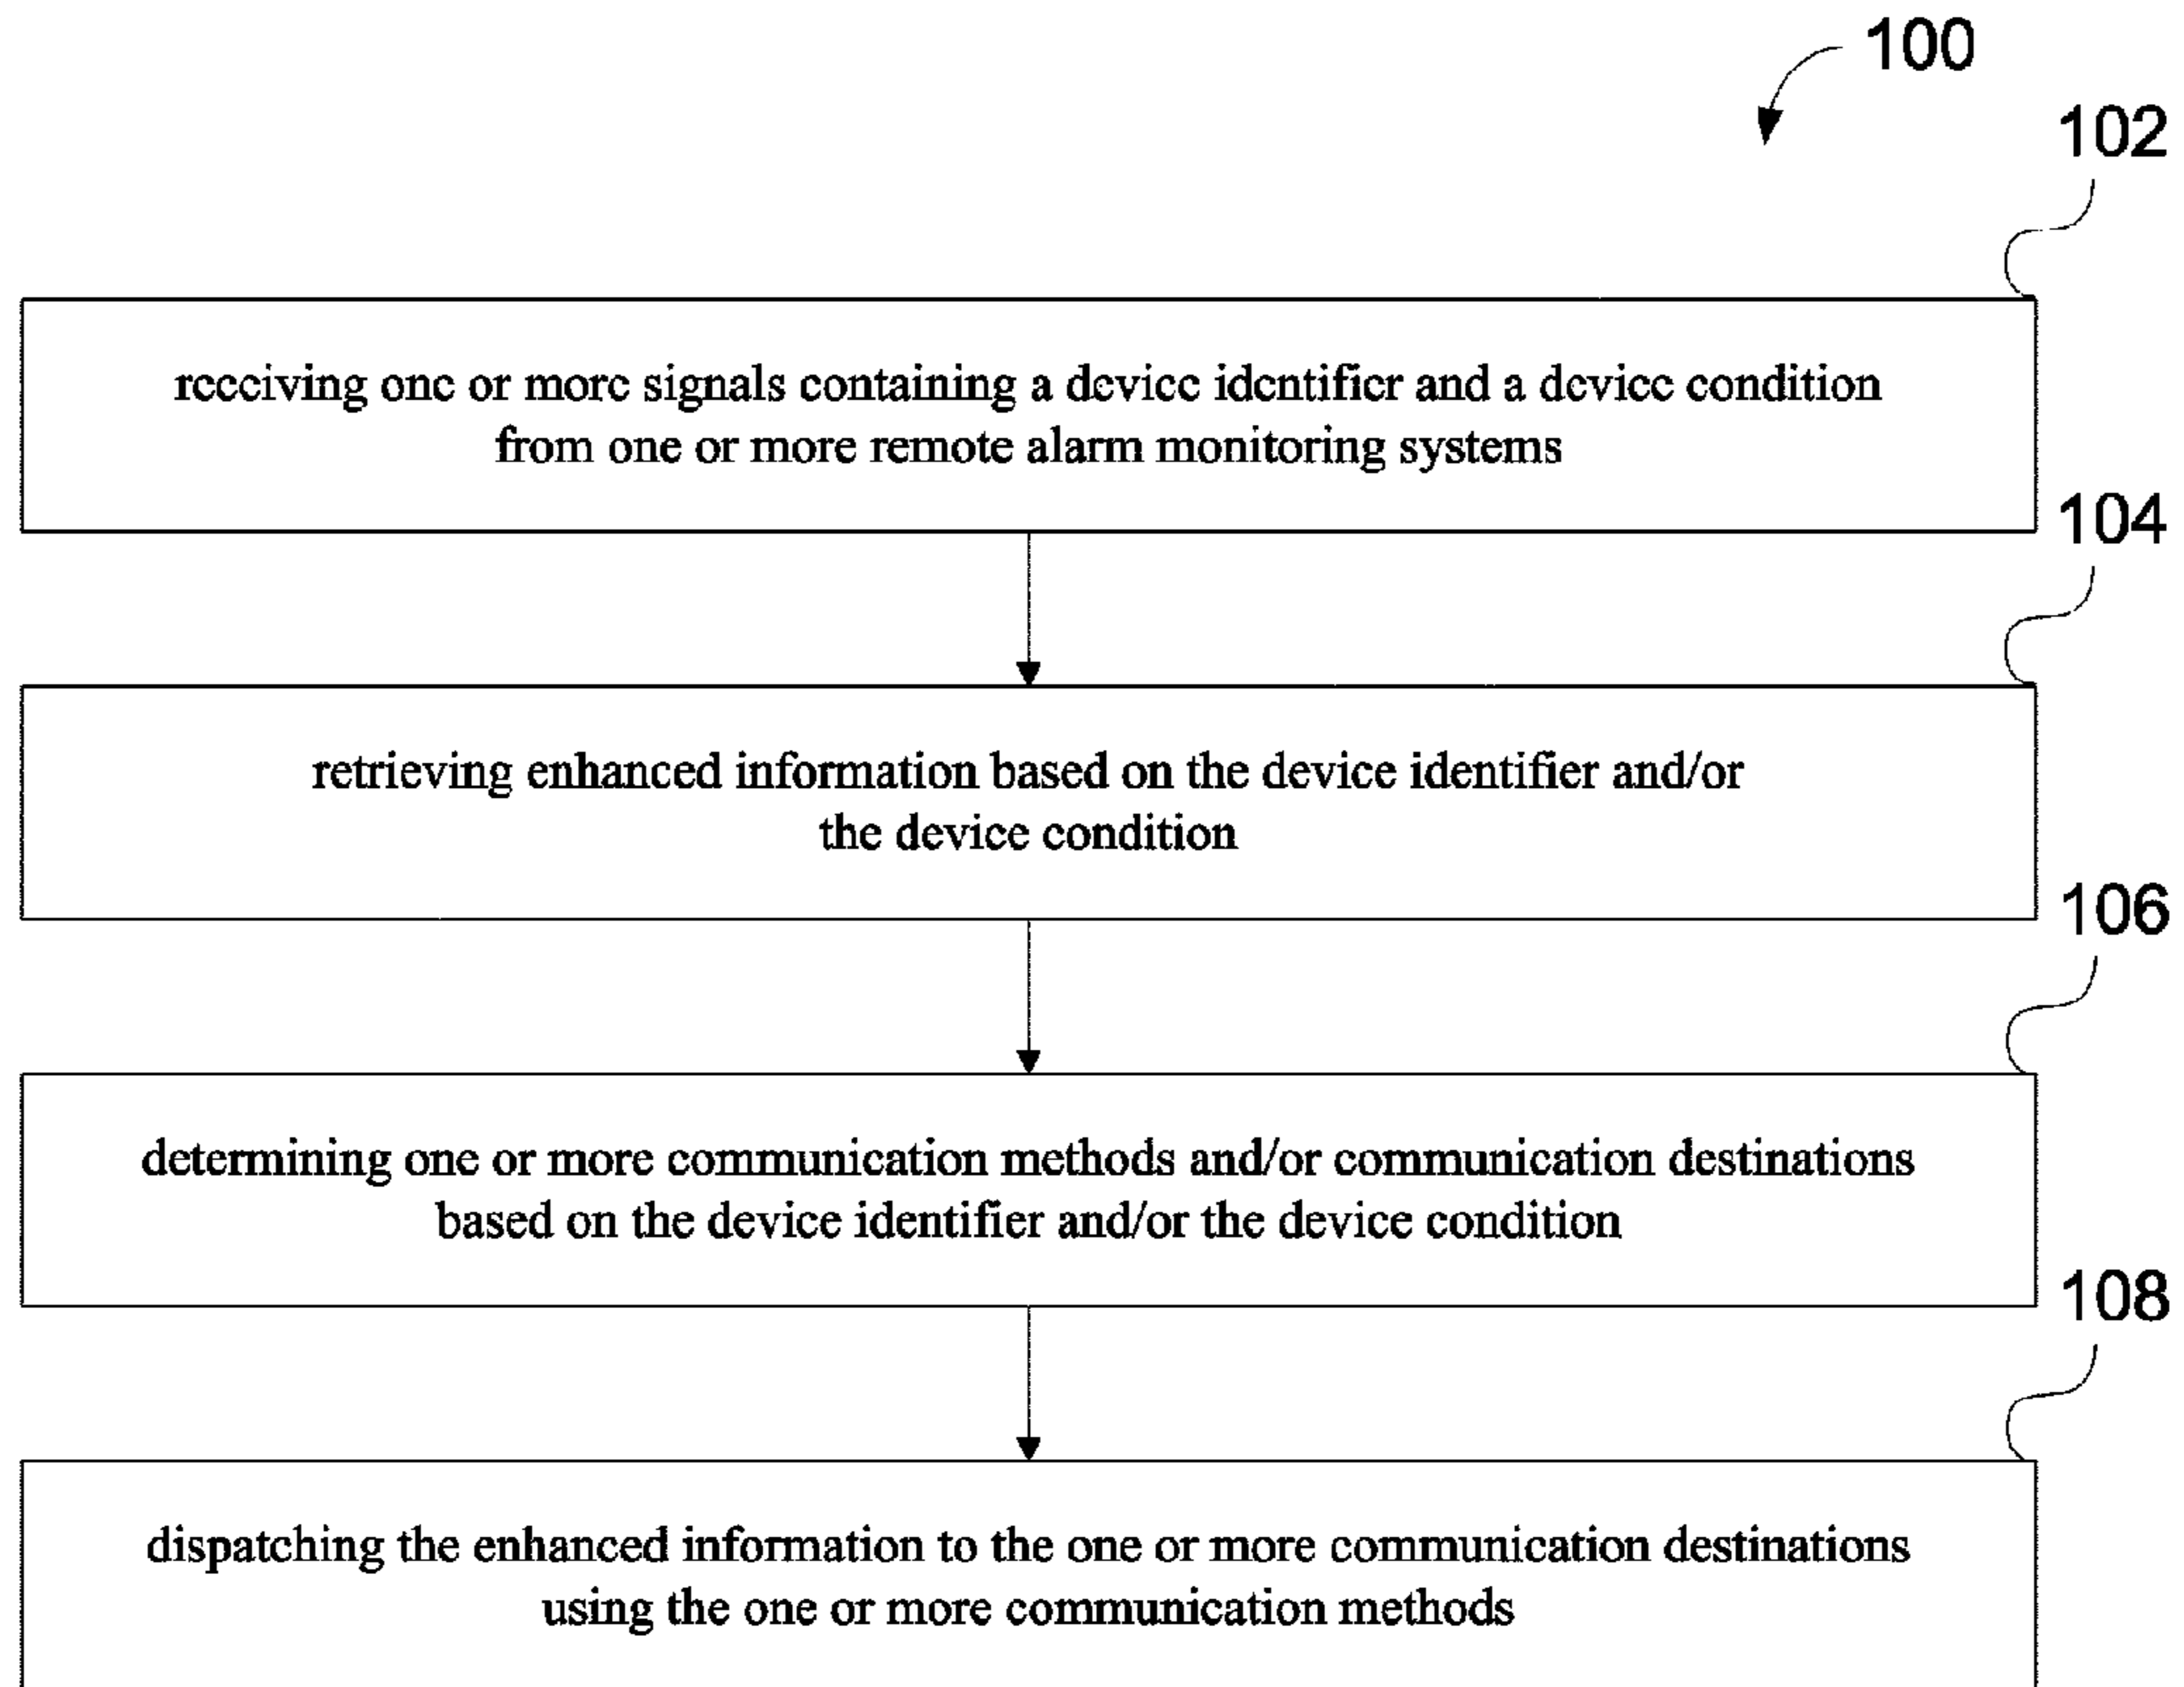 100
102
receiving one or more signals containing a device identifier and a device condition
from one or more remote alarm monitoring systems
104
retrieving enhanced information based on the device identifier and/or
the device condition
106
determining one or more communication methods and/or communication destinations
based on the device identifier and/or the device condition
108
dispatching the enhanced information to the one or more communication destinations
using the one or more communication methods